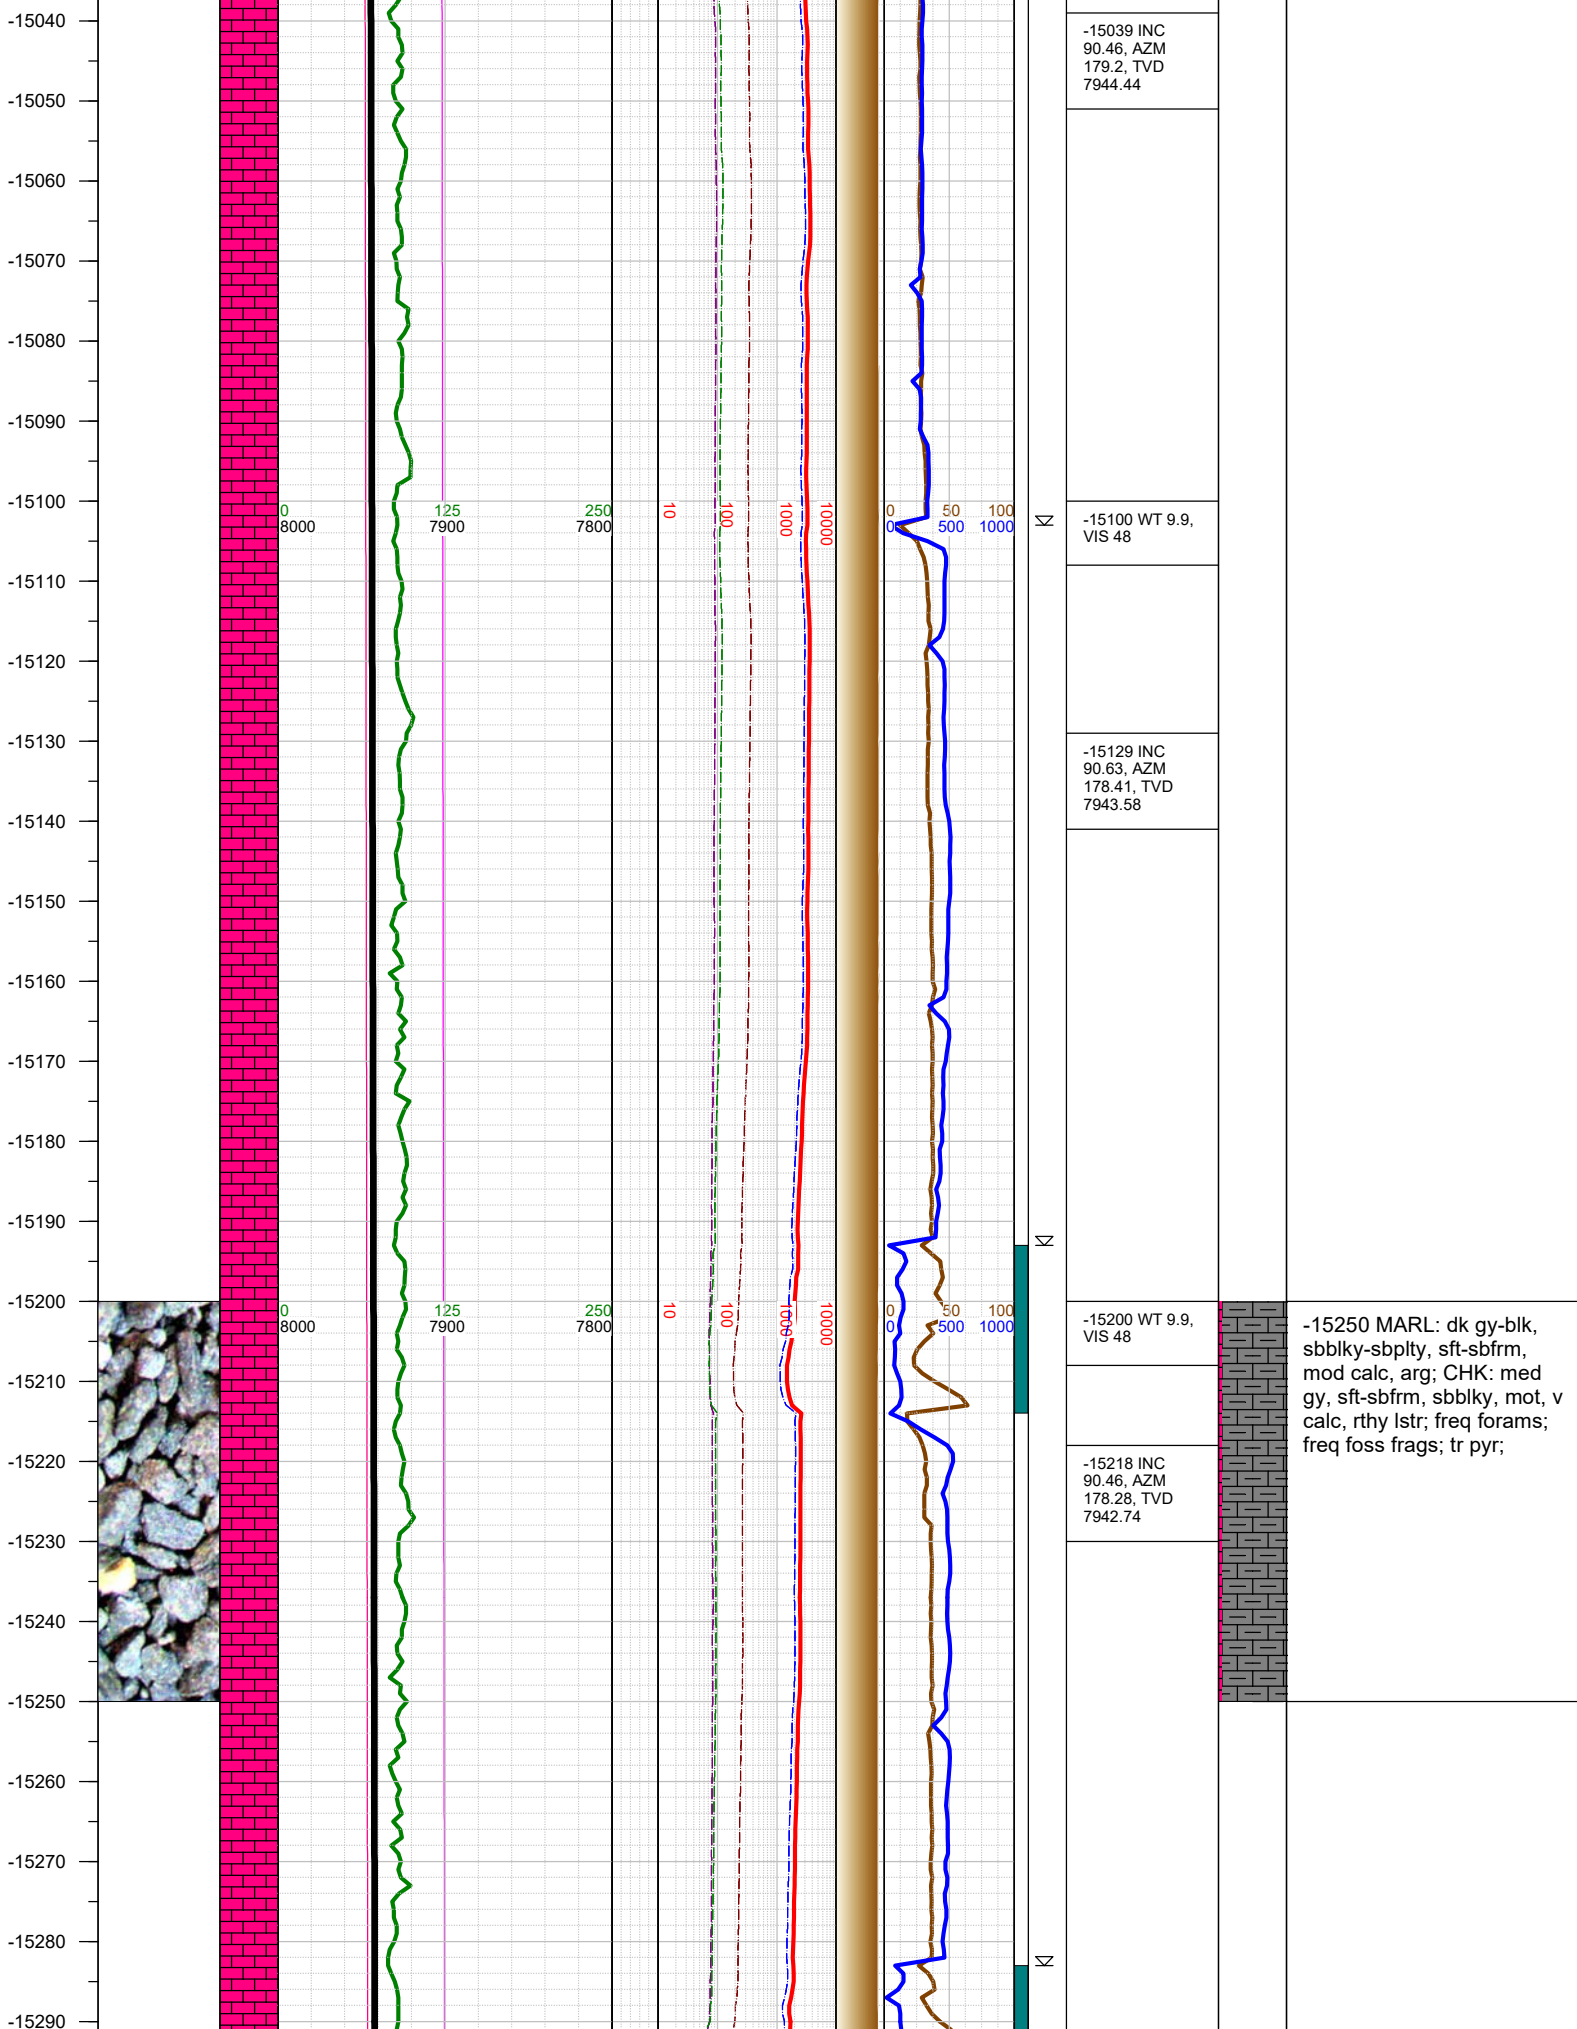 -15040
-15039 INC
90.46, AZM
179.2, TVD
7944.44
-15050
-15060
-15070
-15080
-15090
-15100
0 125 250
8000 7900 7800
10 100 1000 10000
0 50 100
0 500 1000
-15100 WT 9.9,
VIS 48
-15110
-15120
-15130
-15129 INC
90.63, AZM
178.41, TVD
7943.58
-15140
-15150
-15160
-15170
-15180
-15190
-15200
0 125 250
8000 7900 7800
10 100 1000 10000
0 50 100
0 500 1000
-15200 WT 9.9,
VIS 48
-15250 MARL: dk gy-blk,
sbblky-sbplty, sft-sbfrm,
mod calc, arg; CHK: med
gy, sft-sbfrm, sbblky, mot, v
calc, rthy lstr; freq forams;
freq foss frags; tr pyr;
-15210
-15220
-15218 INC
90.46, AZM
178.28, TVD
7942.74
-15230
-15240
-15250
-15260
-15270
-15280
-15290